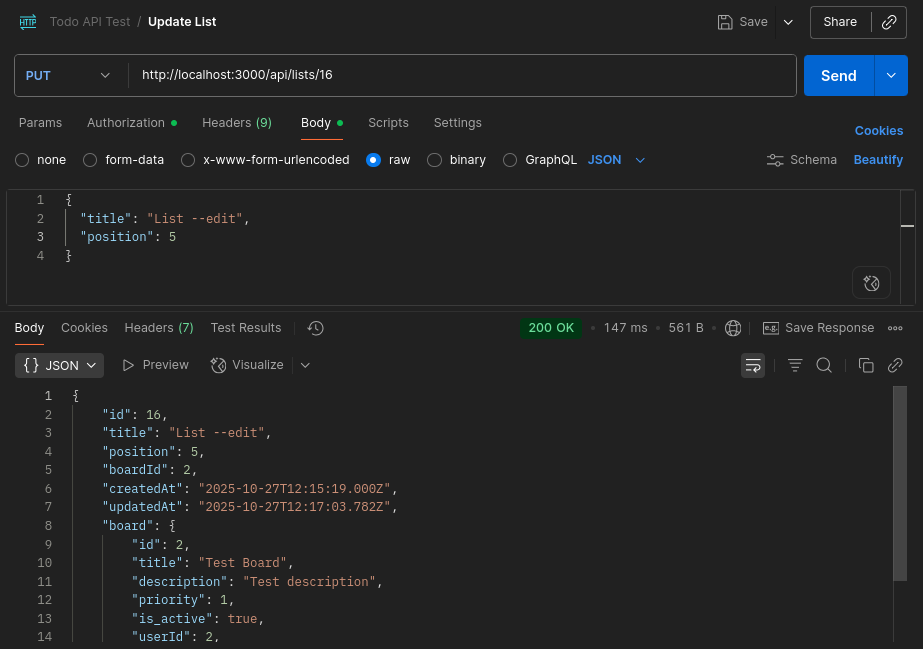 HTTP Todo API Test / Update List Save Share
PUT http://localhost:3000/api/lists/16 Send
Params Authorization Headers (9) Body Scripts Settings Cookies
none form-data x-www-form-urlencoded raw binary GraphQL JSON Schema Beautify
1 {
2 "title": "List --edit",
3 "position": 5
4 }
Body Cookies Headers (7) Test Results 200 OK • 147 ms • 561 B • e.g. Save Response
{} JSON Preview Visualize
1 {
2 "id": 16,
3 "title": "List --edit",
4 "position": 5,
5 "boardId": 2,
6 "createdAt": "2025-10-27T12:15:19.000Z",
7 "updatedAt": "2025-10-27T12:17:03.782Z",
8 "board": {
9 "id": 2,
10 "title": "Test Board",
11 "description": "Test description",
12 "priority": 1,
13 "is_active": true,
14 "userId": 2,